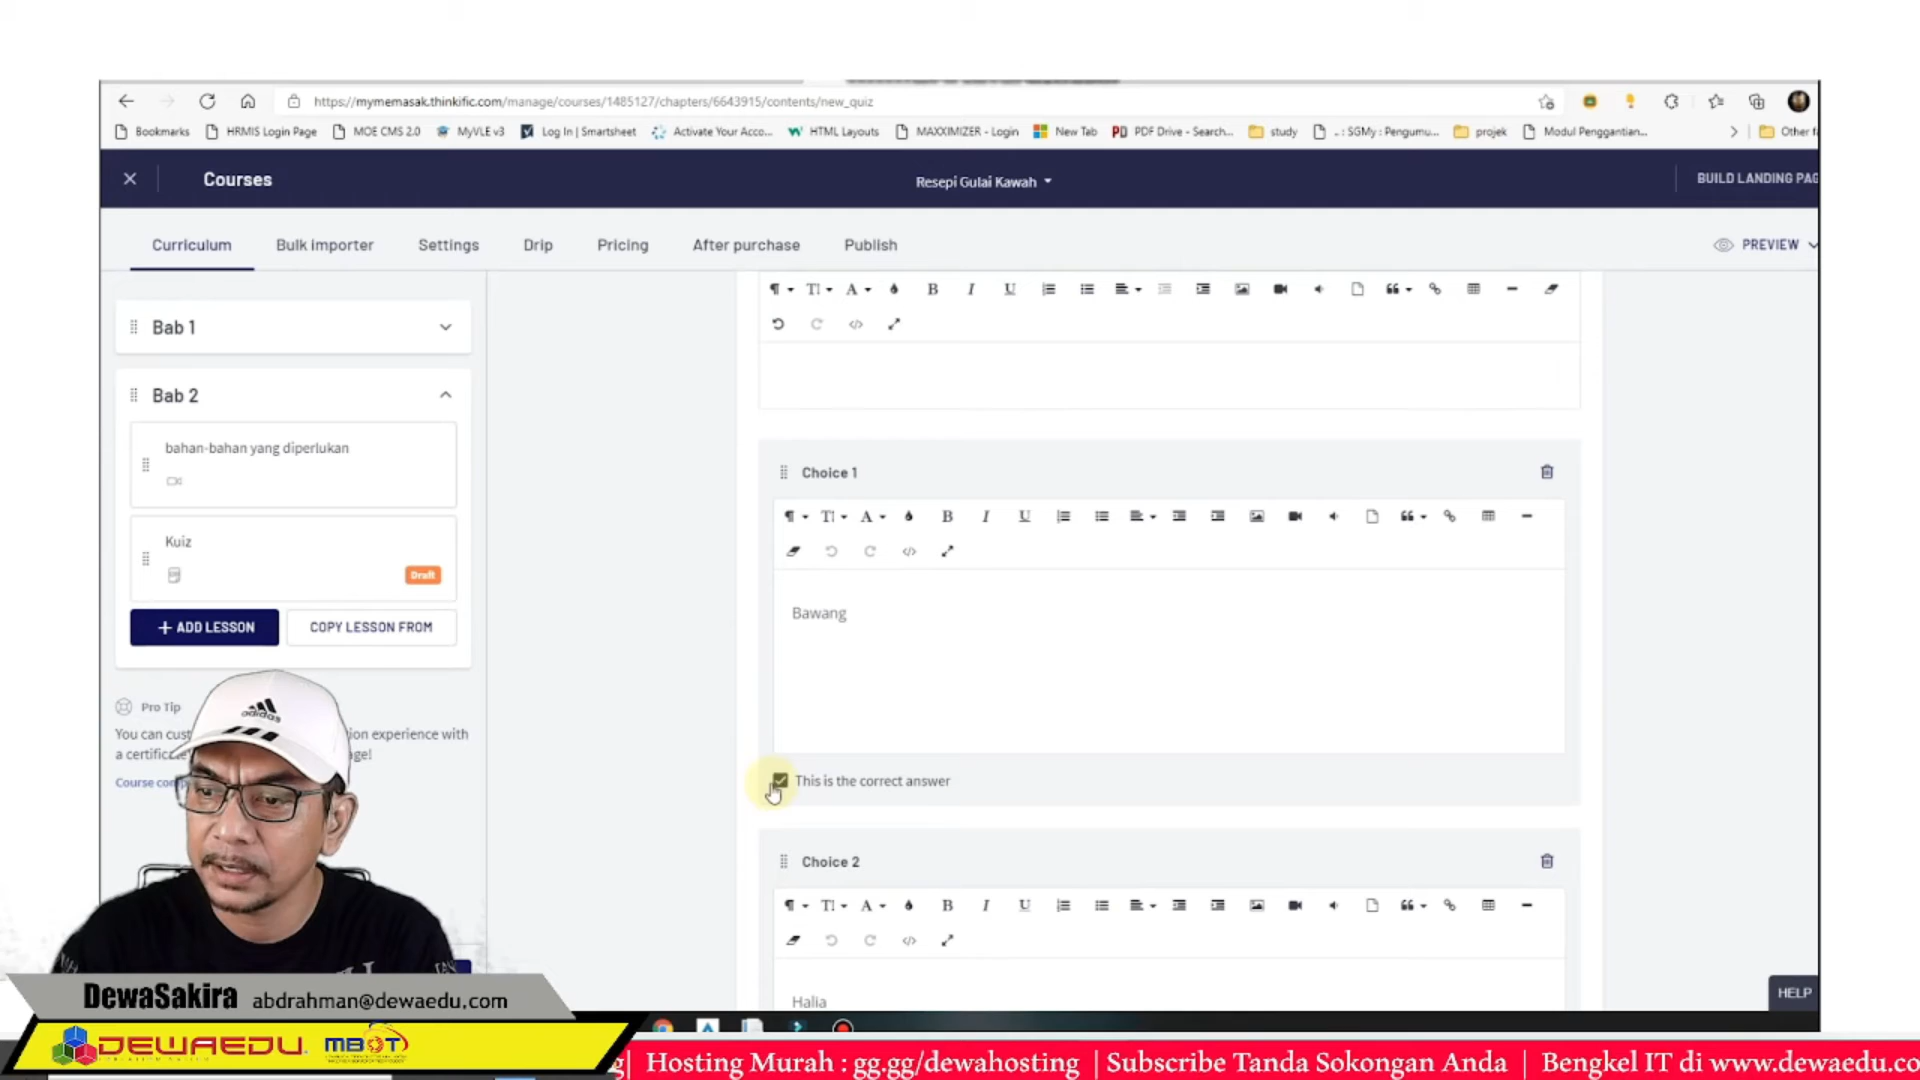 https://mymemasak.thinkific.com/manage/courses/1485127/chapters/6643915/contents/new_quiz
Bookmarks HRMIS Login Page MOE CMS 2.0 MyVLE v3 Log In | Smartsheet Activate Your Acco... HTML Layouts MAXXIMIZER - Login New Tab PDF Drive - Search... study ..: SGMy : Pengumu... projek Modul Penggantian... Other f
Courses
Resepi Gulai Kawah
BUILD LANDING PAG
Curriculum Bulk importer Settings Drip Pricing After purchase Publish
PREVIEW
Bab 1
Bab 2
bahan-bahan yang diperlukan
Kuiz
Draft
+ ADD LESSON
COPY LESSON FROM
Pro Tip
You can cust ion experience with
a certificate ge!
Course com
Choice 1
Bawang
This is the correct answer
Choice 2
Halia
HELP
adidas
DewaSakira abdrahman@dewaedu.com
DEWAEDU MBOT
g| Hosting Murah : gg.gg/dewahosting | Subscribe Tanda Sokongan Anda | Bengkel IT di www.dewaedu.co